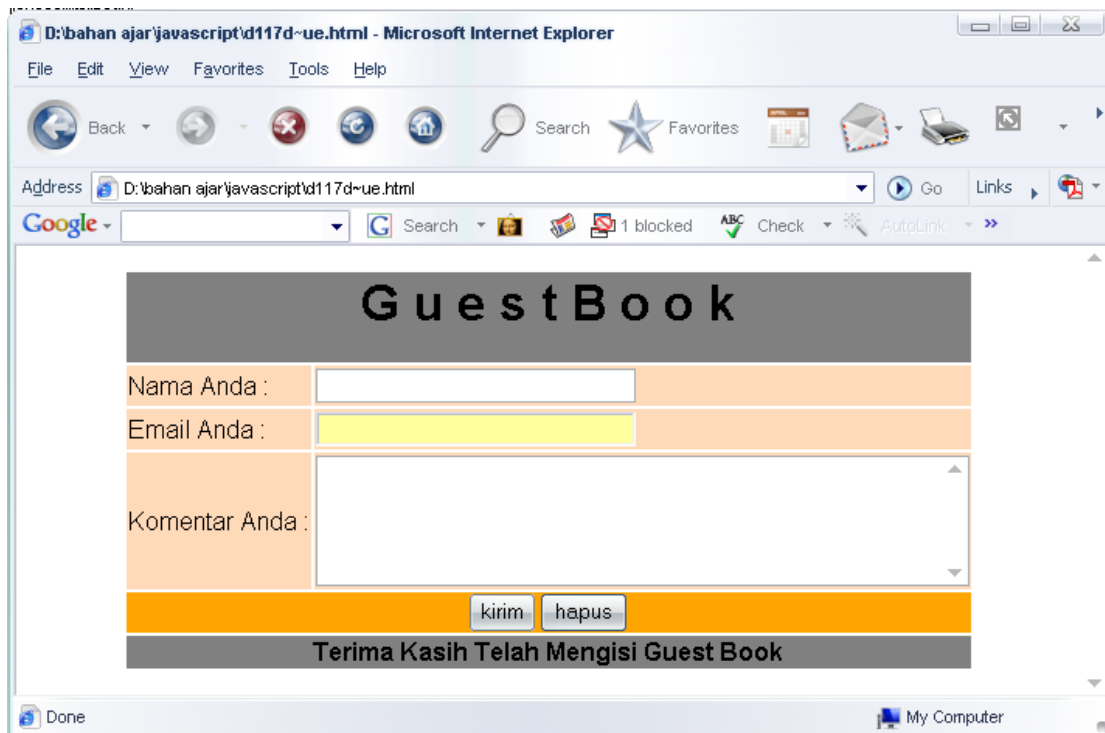 D:\bahan ajar\javascript\d117d~ue.html - Microsoft Internet Explorer
File Edit View Favorites Tools Help
Back Search Favorites
Address D:\bahan ajar\javascript\d117d~ue.html Go Links
Google Search 1 blocked ABC Check AutoLink
G u e s t B o o k
Nama Anda :
Email Anda :
Komentar Anda :
kirim hapus
Terima Kasih Telah Mengisi Guest Book
Done My Computer